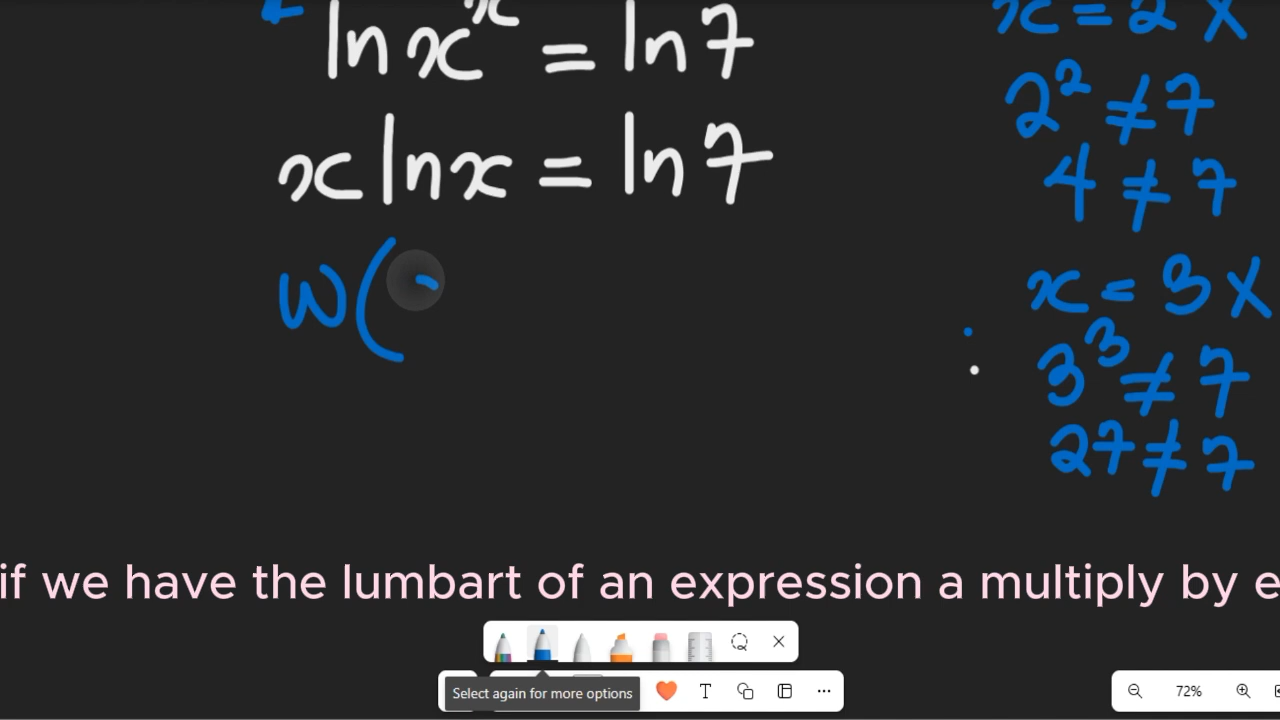 ln x^x = ln 7
x ln x = ln 7
W(
x = 2 X
2^2 ≠ 7
4 ≠ 7
x = 3 X
3^3 ≠ 7
27 ≠ 7
if we have the lumbart of an expression a multiply by e
Select again for more options
T
72%